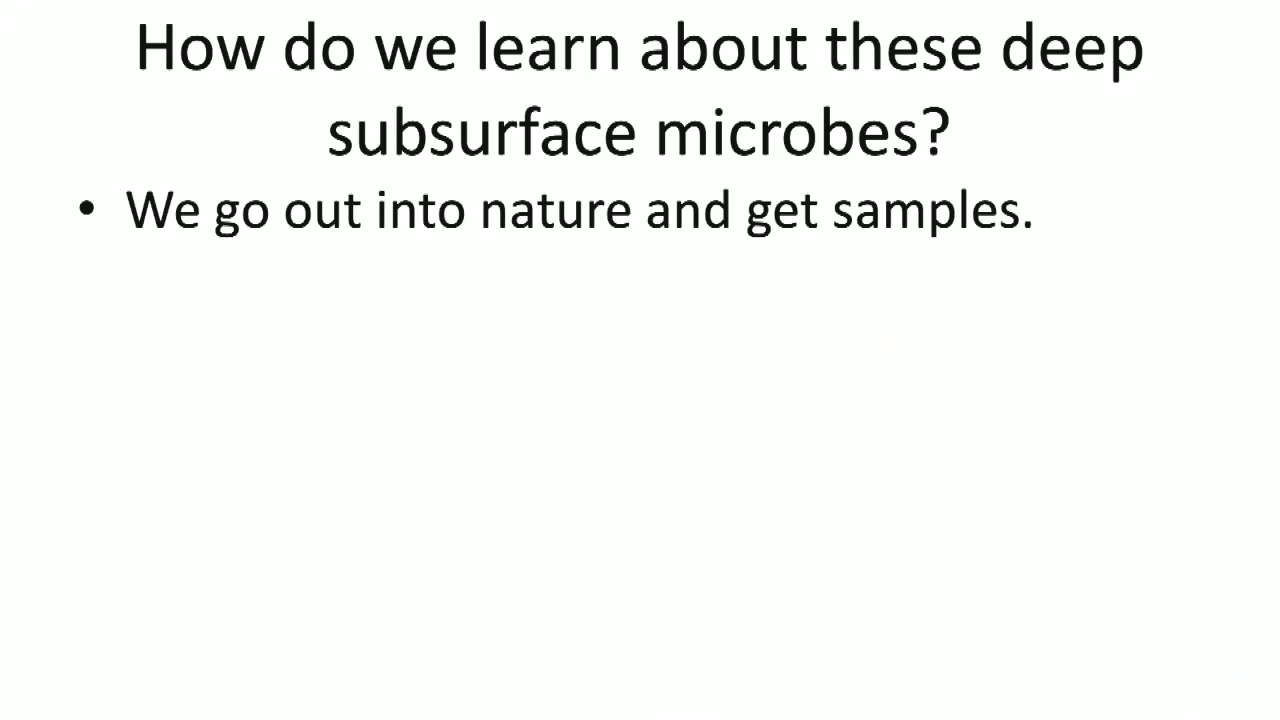 How do we learn about these deep
subsurface microbes?
• We go out into nature and get samples.